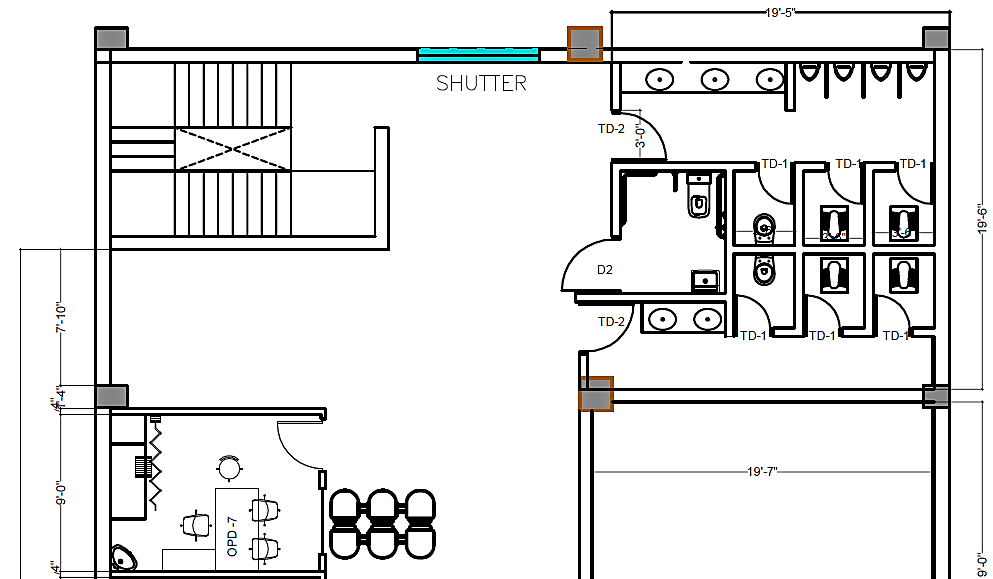 19'-5"
SHUTTER
TD-2
3'-0"
TD-1
TD-1
TD-1
19'-6"
D2
TD-2
TD-1
TD-1
TD-1
7'-10"
4"
19'-7"
9'-0"
OPD -7
9'-0"
4"